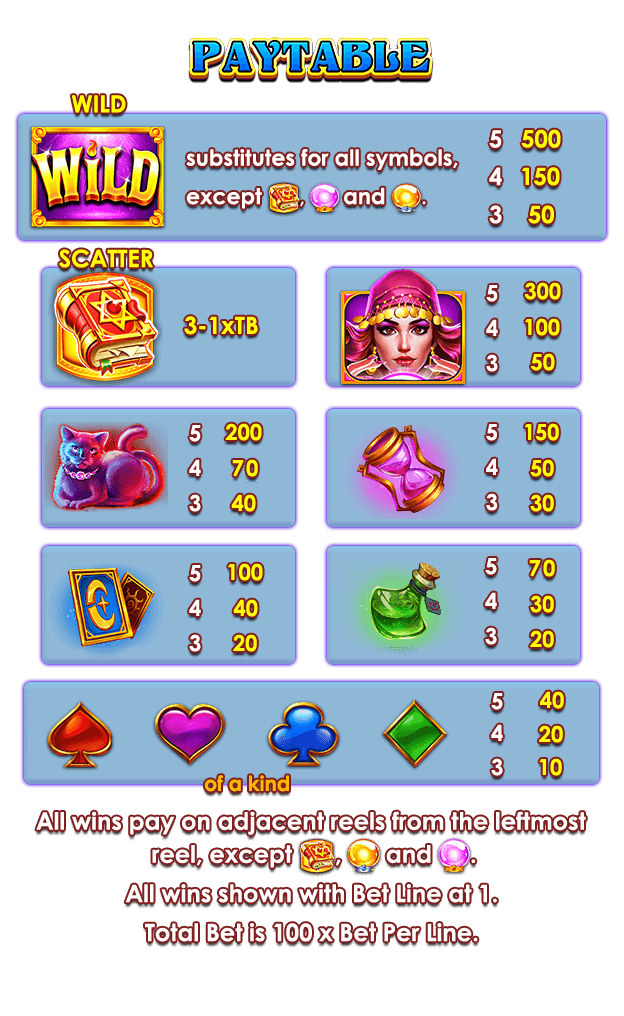 PAYTABLE
WILD
WiLD
substitutes for all symbols,
except , and .
5 500
4 150
3 50
SCATTER
3-1xTB
5 300
4 100
3 50
5 200
4 70
3 40
5 150
4 50
3 30
5 100
4 40
3 20
5 70
4 30
3 20
5 40
4 20
3 10
of a kind
All wins pay on adjacent reels from the leftmost
reel, except , and .
All wins shown with Bet Line at 1.
Total Bet is 100 x Bet Per Line.